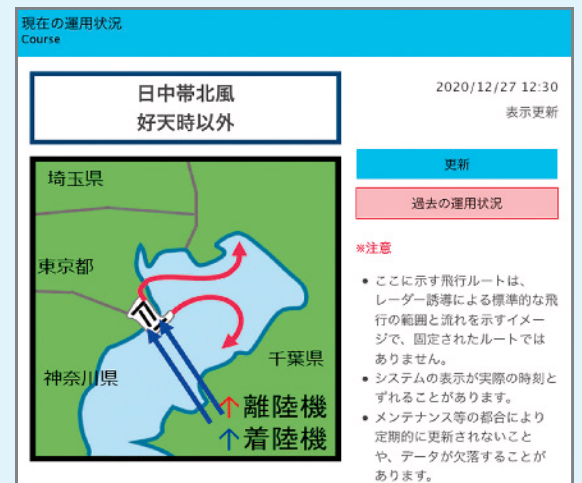 現在の運用状況
Course
日中帯北風
好天時以外
2020/12/27 12:30
表示更新
更新
過去の運用状況
※注意
● ここに示す飛行ルートは、
レーダー誘導による標準的な飛
行の範囲と流れを示すイメー
ジで、固定されたルートでは
ありません。
● システムの表示が実際の時刻と
ずれることがあります。
● メンテナンス等の都合により
定期的に更新されないこと
や、データが欠落することが
あります。
埼玉県
東京都
千葉県
神奈川県
↑離陸機
↑着陸機